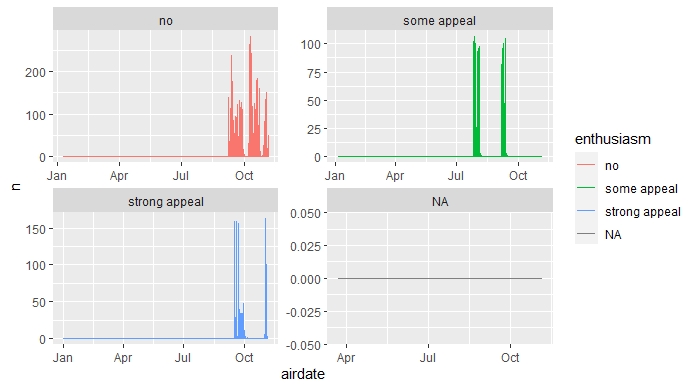 no some appeal
200
100
0
Jan Apr Jul Oct
100
75
50
25
0
Jan Apr Jul Oct
n
strong appeal NA
150
100
50
0
Jan Apr Jul Oct
0.050
0.025
0.000
-0.025
-0.050
Apr Jul Oct
airdate
enthusiasm
no
some appeal
strong appeal
NA